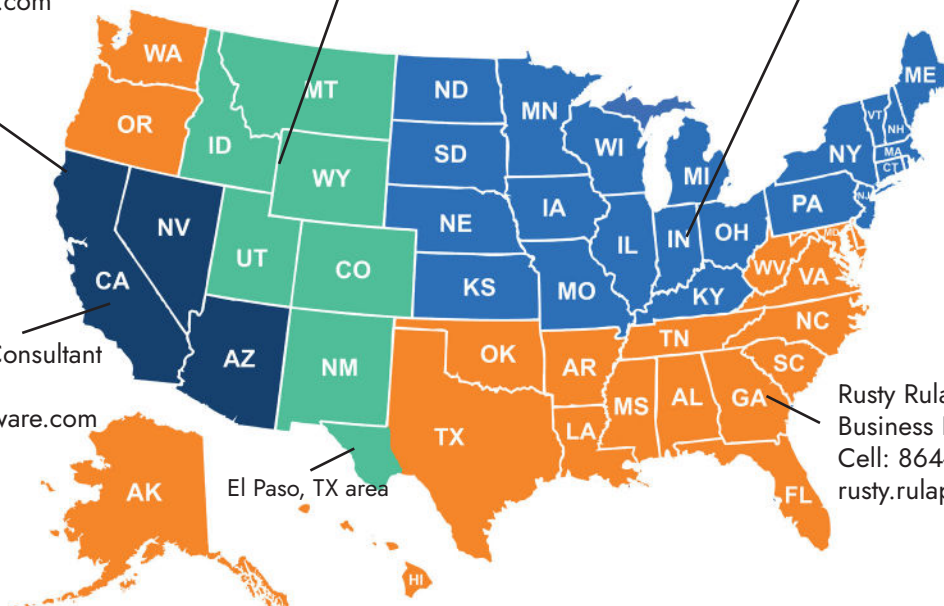 .com
WA
MT
ND
MN
ME
OR
ID
SD
WI
MI
VT
NH
NY
MA
CT
WY
NE
IA
PA
NJ
NV
UT
CO
IL
IN
OH
CA
KS
MO
KY
WV
VA
MD
AZ
NM
OK
AR
TN
NC
SC
TX
LA
MS
AL
GA
FL
Consultant
ware.com
El Paso, TX area
Rusty Rula
Business
Cell: 864
rusty.rulap
AK
HI